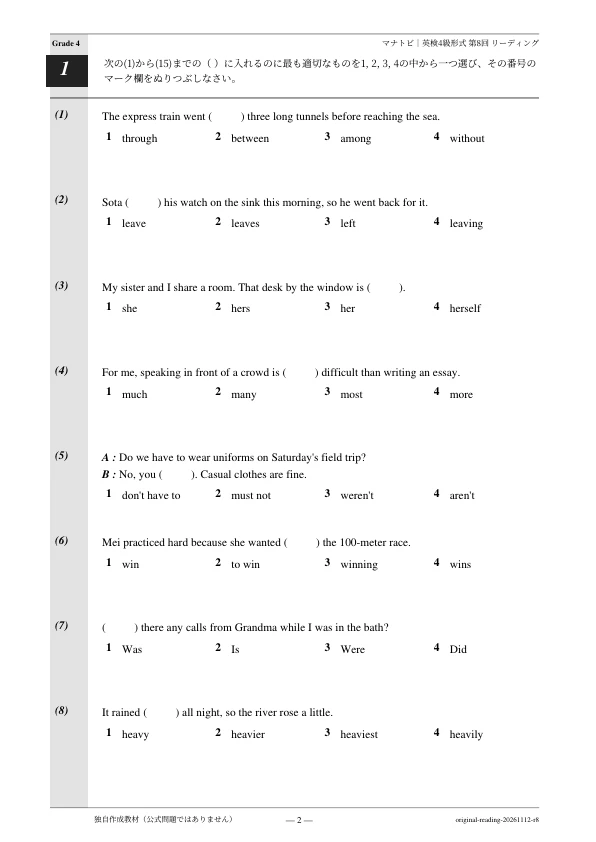 Grade 4
マナトビ｜英検4級形式 第8回 リーディング
1
次の(1)から(15)までの（ ）に入れるのに最も適切なものを1, 2, 3, 4の中から一つ選び、その番号の
マーク欄をぬりつぶしなさい。
(1)
The express train went (          ) three long tunnels before reaching the sea.
1 through 2 between 3 among 4 without
(2)
Sota (          ) his watch on the sink this morning, so he went back for it.
1 leave 2 leaves 3 left 4 leaving
(3)
My sister and I share a room. That desk by the window is (          ).
1 she 2 hers 3 her 4 herself
(4)
For me, speaking in front of a crowd is (          ) difficult than writing an essay.
1 much 2 many 3 most 4 more
(5)
A : Do we have to wear uniforms on Saturday's field trip?
B : No, you (          ). Casual clothes are fine.
1 don't have to 2 must not 3 weren't 4 aren't
(6)
Mei practiced hard because she wanted (          ) the 100-meter race.
1 win 2 to win 3 winning 4 wins
(7)
(          ) there any calls from Grandma while I was in the bath?
1 Was 2 Is 3 Were 4 Did
(8)
It rained (          ) all night, so the river rose a little.
1 heavy 2 heavier 3 heaviest 4 heavily
独自作成教材（公式問題ではありません）
— 2 —
original-reading-20261112-r8